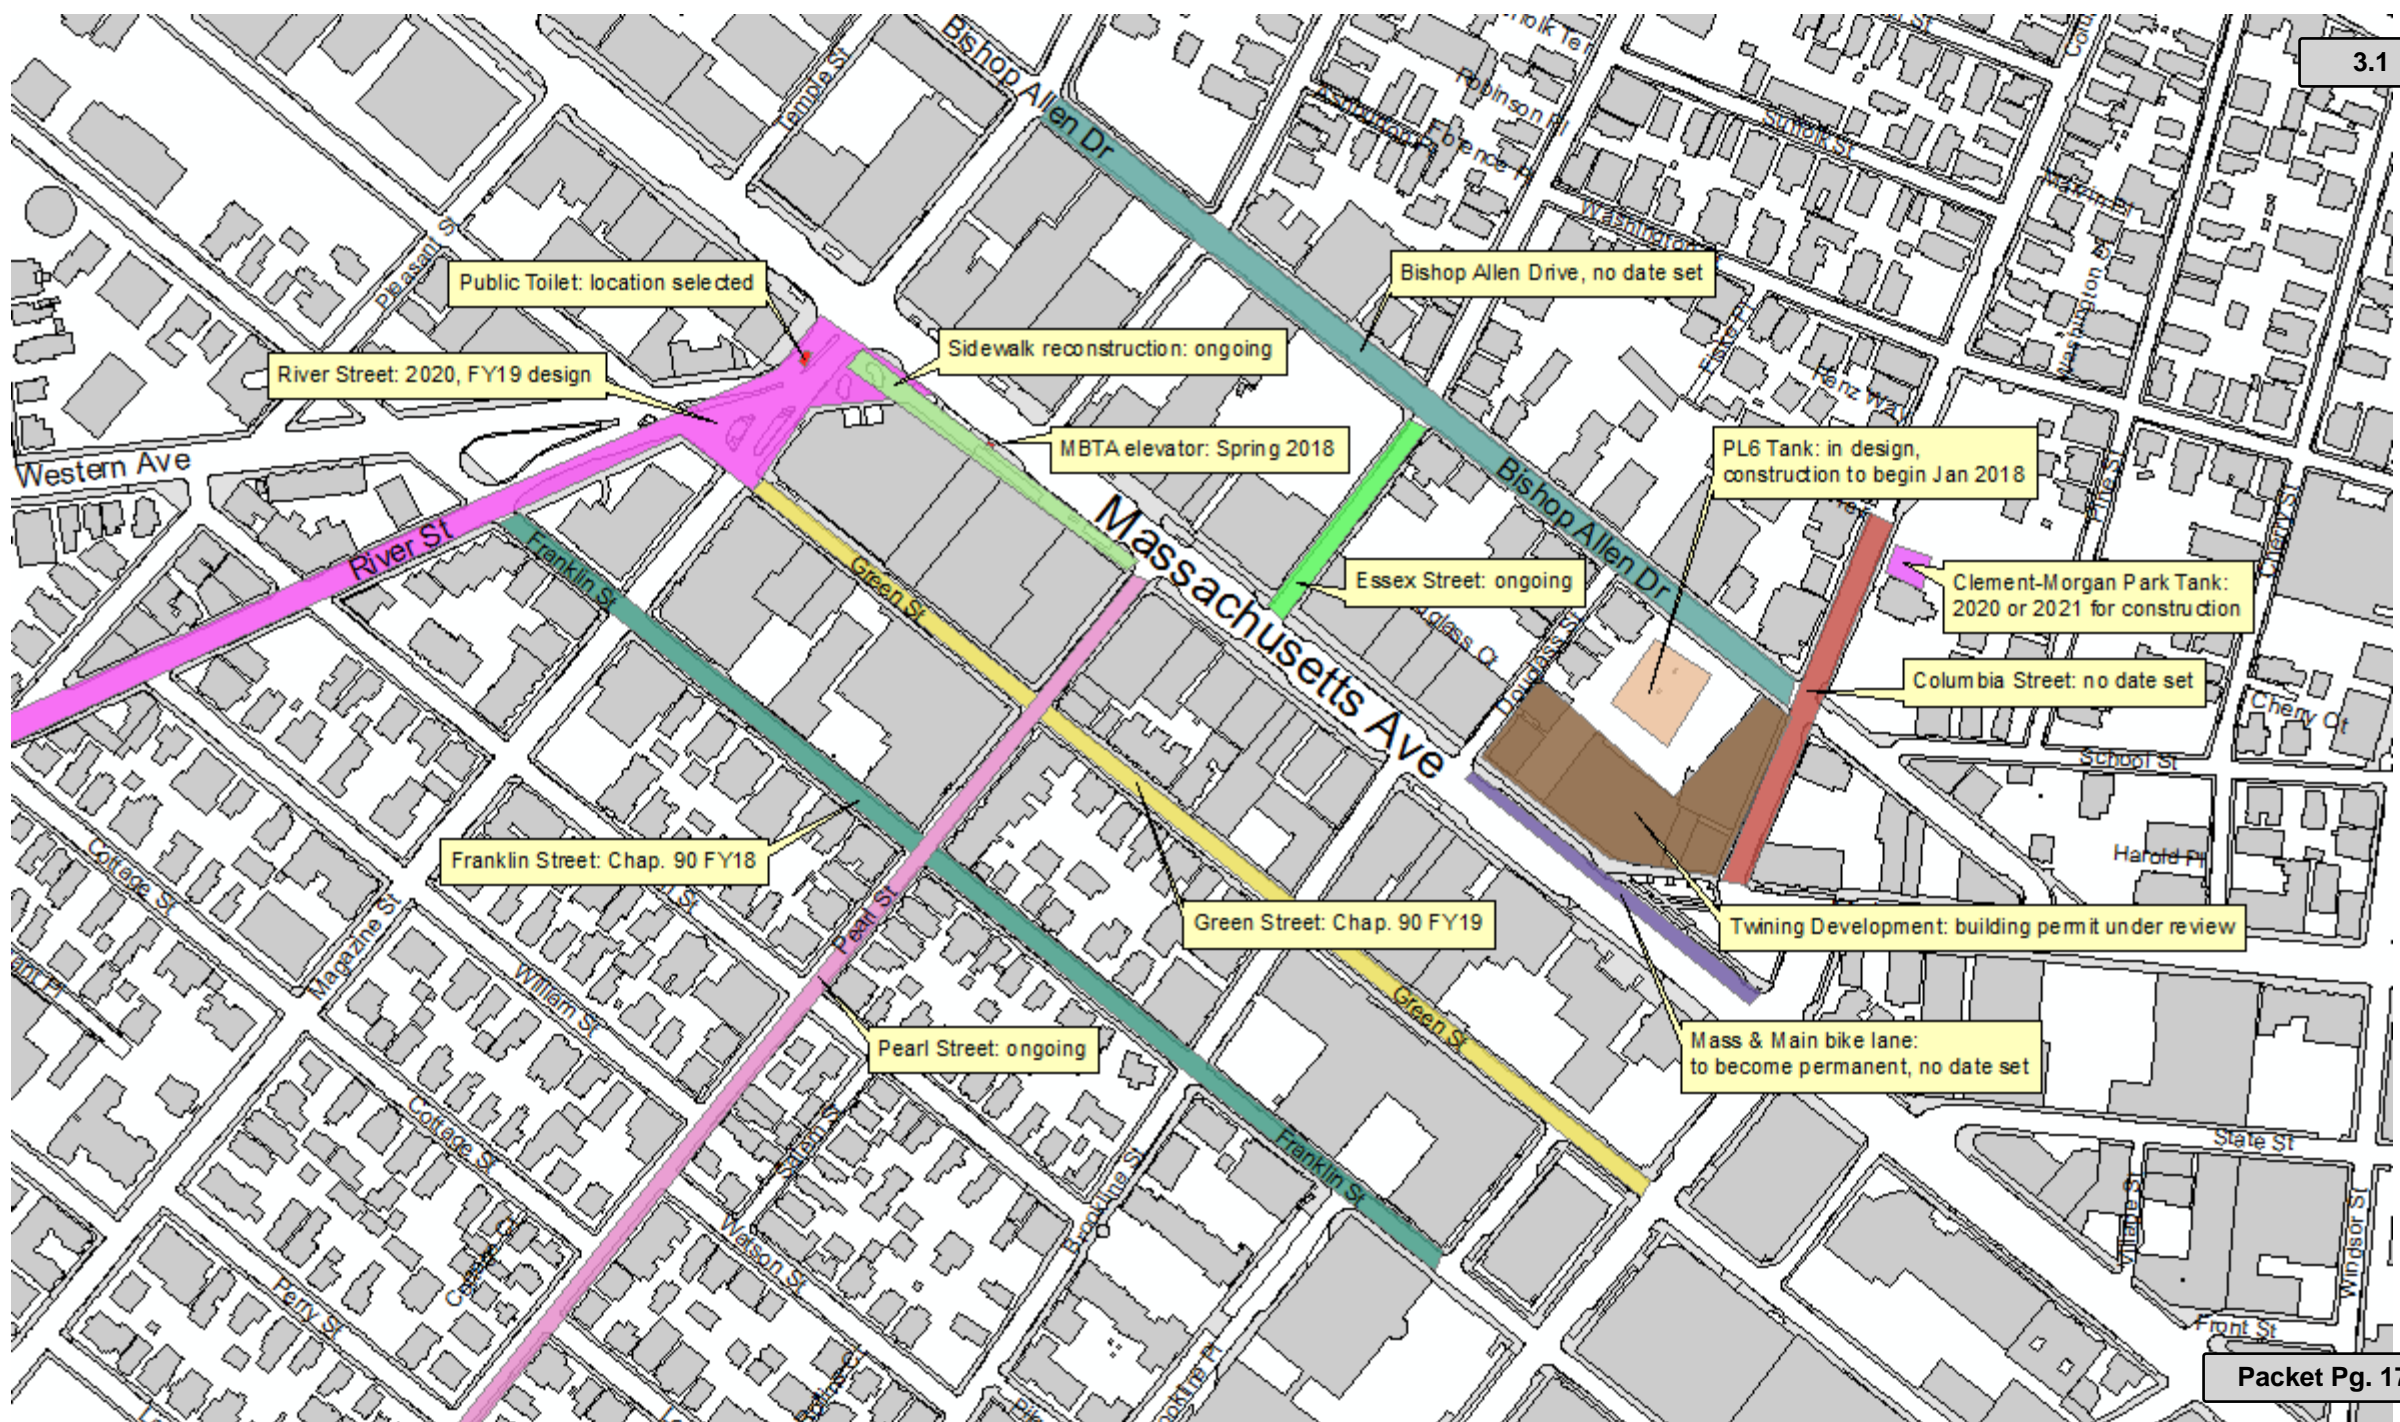 3.1
Bishop Allen Dr
Temple St
Robinson Pl
Suffolk St
Washington
Pleasant St
Public Toilet: location selected
Bishop Allen Drive, no date set
Sidewalk reconstruction: ongoing
River Street: 2020, FY19 design
MBTA elevator: Spring 2018
PL6 Tank: in design,
construction to begin Jan 2018
Western Ave
River St
Franklin St
Green St
Massachusetts Ave
Bishop Allen Dr
Essex Street: ongoing
Clement-Morgan Park Tank:
2020 or 2021 for construction
Douglass St
Columbia Street: no date set
Cherry St
Cherry Ct
School St
Harold Pl
Franklin Street: Chap. 90 FY18
Cottage St
Magazine St
Pearl St
Green Street: Chap. 90 FY19
Twining Development: building permit under review
William St
Green St
Pearl Street: ongoing
Mass & Main bike lane:
to become permanent, no date set
Cottage St
Salem St
Brookline St
Franklin St
State St
Windsor St
Watson St
Perry St
Front St
Packet Pg. 17